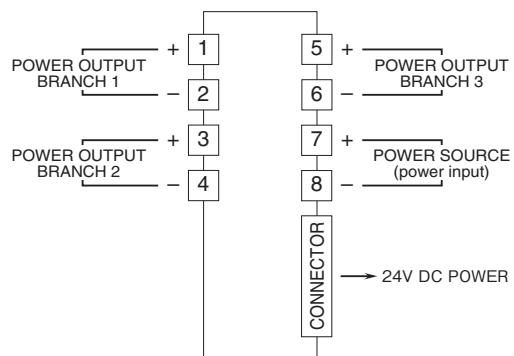 POWER OUTPUT
BRANCH 1
+ 1
− 2
POWER OUTPUT
BRANCH 2
+ 3
− 4
5 +
6 −
POWER OUTPUT
BRANCH 3
7 +
8 −
POWER SOURCE
(power input)
CONNECTOR
24V DC POWER